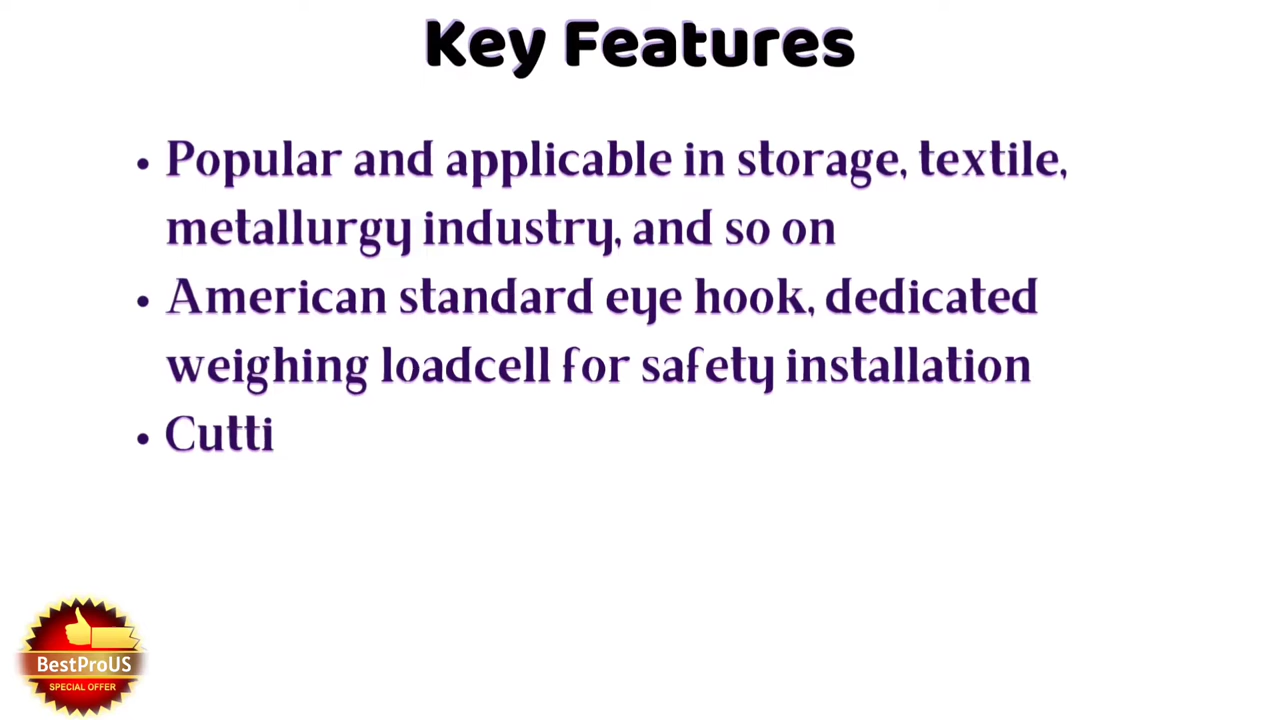 Key Features
• Popular and applicable in storage, textile,
metallurgy industry, and so on
• American standard eye hook, dedicated
weighing loadcell for safety installation
• Cutti
BestProUS
SPECIAL OFFER